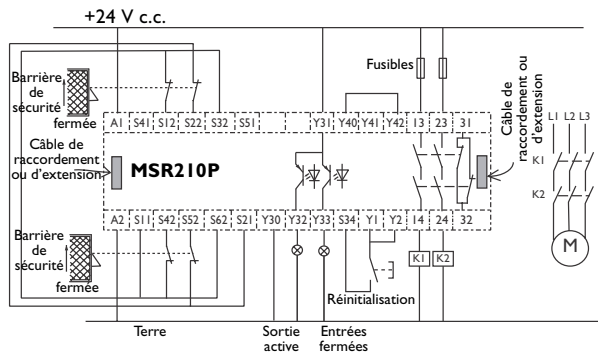 +24 V c.c.
Fusibles
Barrière
de
sécurité
fermée
A1 S41 S12 S22 S32 S51 Y31 Y40 Y41 Y42 13 23 31
Câble de
raccordement
ou d'extension
MSR210P
Câble de
raccordement ou
d'extension
L1 L2 L3
K1
K2
M
A2 S11 S42 S52 S62 S21 Y30 Y32 Y33 S34 Y1 Y2 14 24 32
Barrière
de
sécurité
fermée
K1 K2
Réinitialisation
Terre
Sortie
active
Entrées
fermées